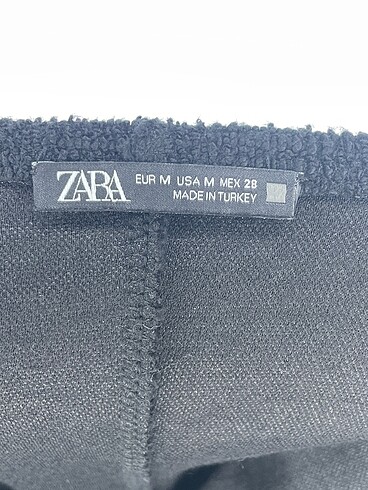 ZARA
EUR M USA M MEX 28
MADE IN TURKEY